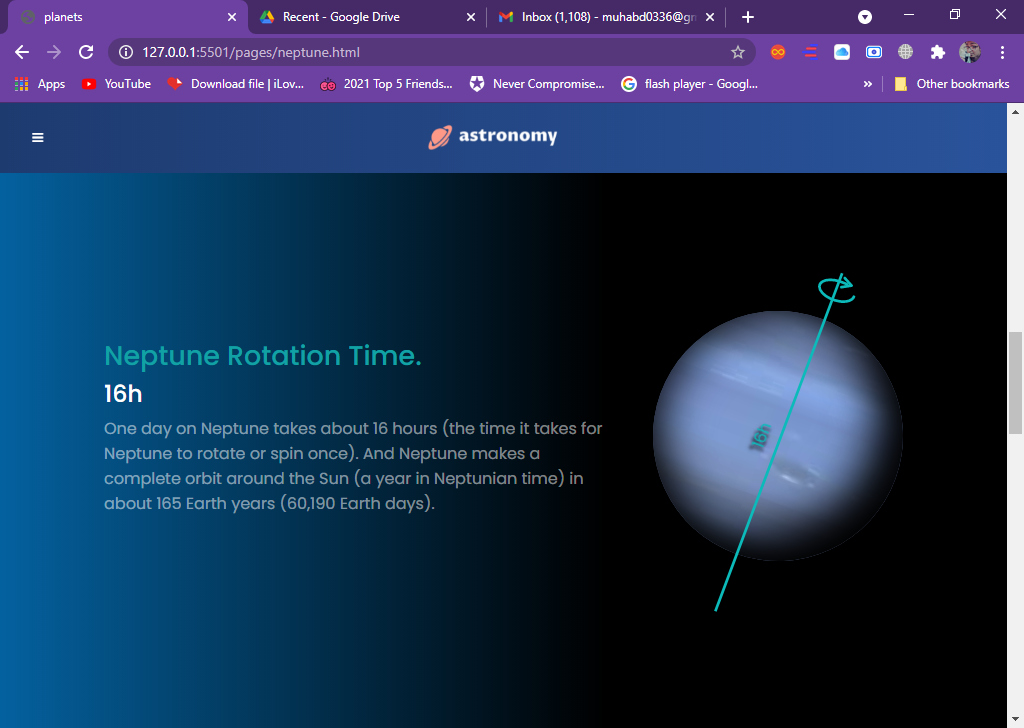 planets
Recent - Google Drive
Inbox (1,108) - muhabd0336@gm
127.0.0.1:5501/pages/neptune.html
Apps
YouTube
Download file | iLov...
2021 Top 5 Friends...
Never Compromise...
flash player - Googl...
»
Other bookmarks
astronomy
Neptune Rotation Time.
16h
One day on Neptune takes about 16 hours (the time it takes for
Neptune to rotate or spin once). And Neptune makes a
complete orbit around the Sun (a year in Neptunian time) in
about 165 Earth years (60,190 Earth days).
16h